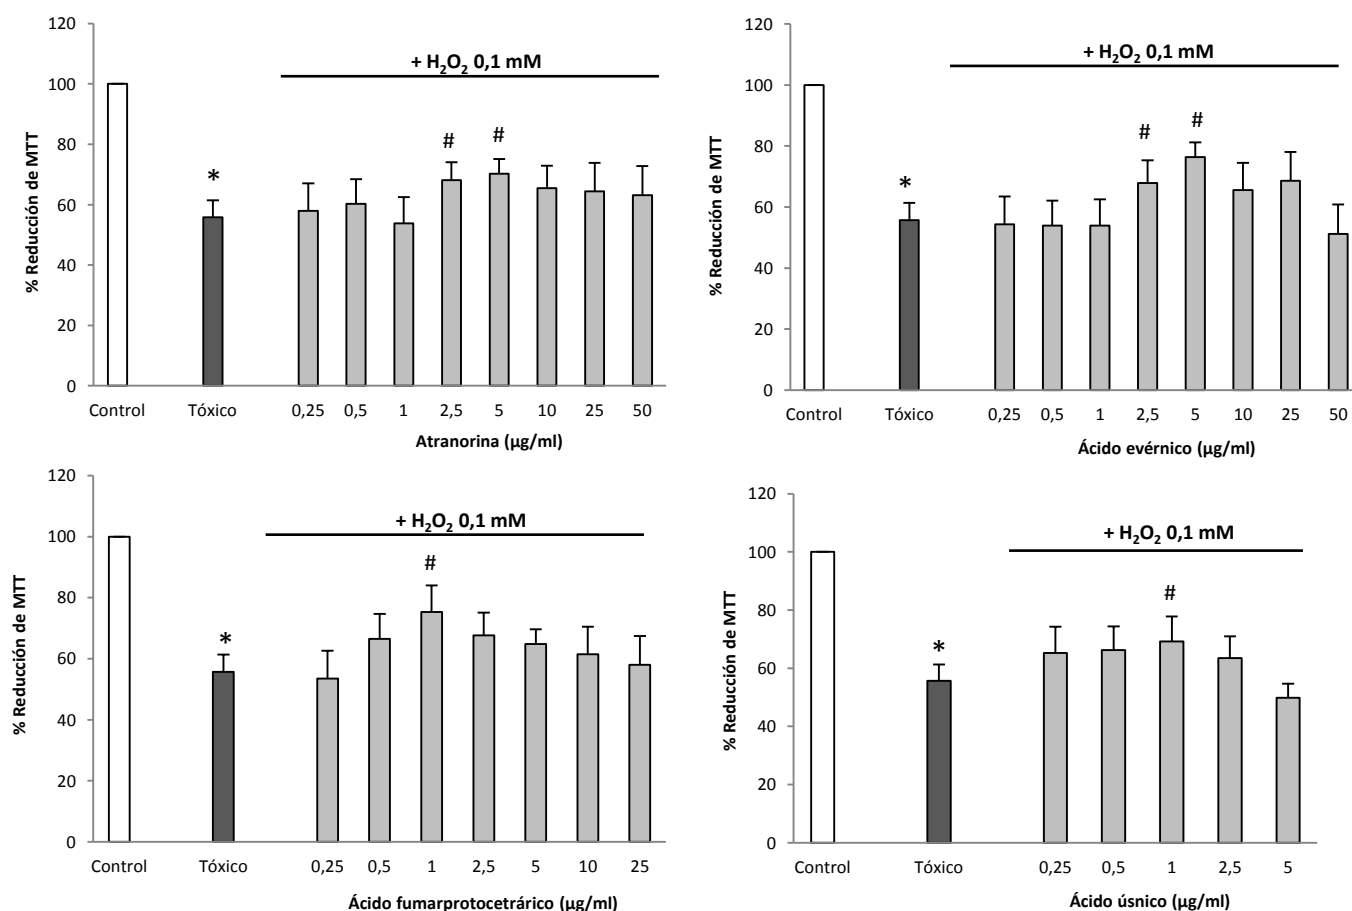 120
100
80
60
40
20
0
% Reducción de MTT
+ H₂O₂ 0,1 mM
*
#
#
Control Tóxico 0,25 0,5 1 2,5 5 10 25 50
Atranorina (µg/ml)
120
100
80
60
40
20
0
% Reducción de MTT
+ H₂O₂ 0,1 mM
*
#
#
Control Tóxico 0,25 0,5 1 2,5 5 10 25 50
Ácido evérnico (µg/ml)
120
100
80
60
40
20
0
% Reducción de MTT
+ H₂O₂ 0,1 mM
*
#
Control Tóxico 0,25 0,5 1 2,5 5 10 25
Ácido fumarprotocetrárico (µg/ml)
120
100
80
60
40
20
0
% Reducción de MTT
+ H₂O₂ 0,1 mM
*
#
Control Tóxico 0,25 0,5 1 2,5 5
Ácido úsnico (µg/ml)